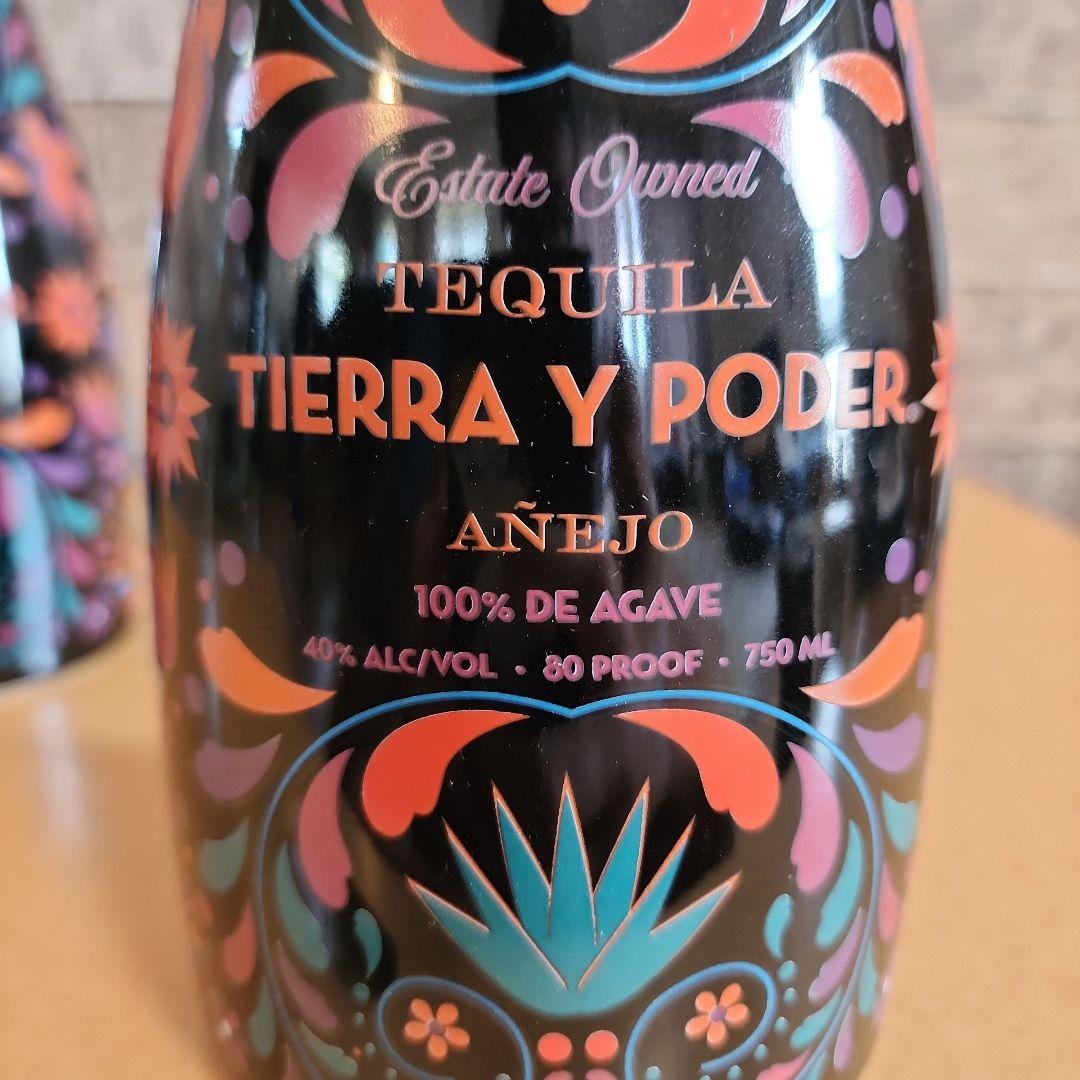 Estate Owned
TEQUILA
TIERRA Y PODER®
AÑEJO
100% DE AGAVE
40% ALC/VOL · 80 PROOF · 750 ML